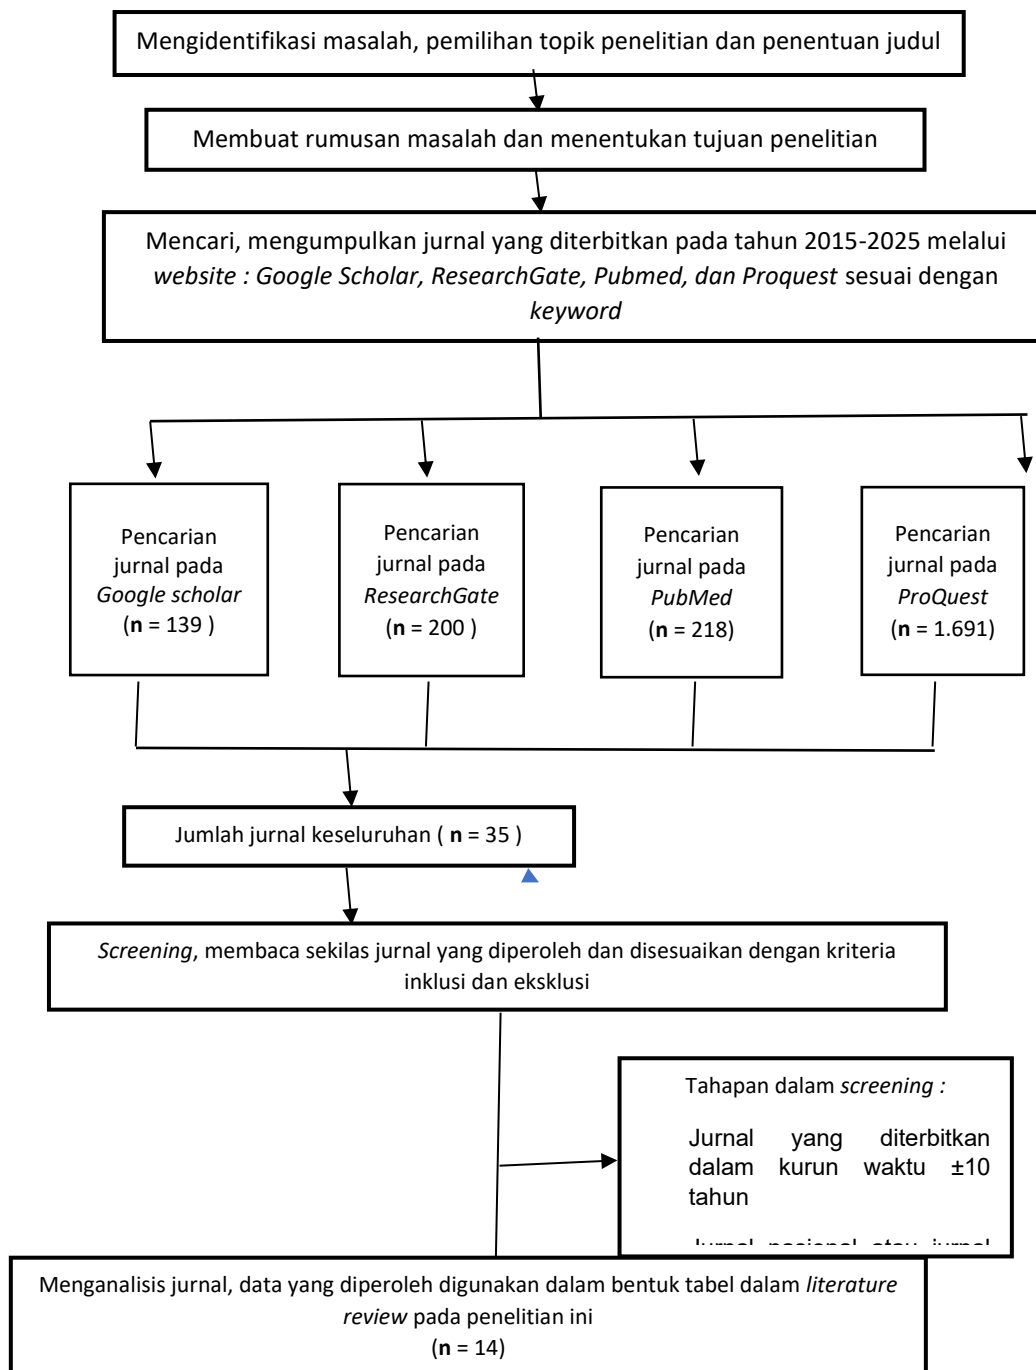 Mengidentifikasi masalah, pemilihan topik penelitian dan penentuan judul
Membuat rumusan masalah dan menentukan tujuan penelitian
Mencari, mengumpulkan jurnal yang diterbitkan pada tahun 2015-2025 melalui
website : Google Scholar, ResearchGate, Pubmed, dan Proquest sesuai dengan
keyword
Pencarian
jurnal pada
Google scholar
(n = 139 )
Pencarian
jurnal pada
ResearchGate
(n = 200 )
Pencarian
jurnal pada
PubMed
(n = 218)
Pencarian
jurnal pada
ProQuest
(n = 1.691)
Jumlah jurnal keseluruhan ( n = 35 )
Screening, membaca sekilas jurnal yang diperoleh dan disesuaikan dengan kriteria
inklusi dan eksklusi
Tahapan dalam screening :
Jurnal yang diterbitkan
dalam kurun waktu ±10
tahun
Jurnal nasional atau jurnal
Menganalisis jurnal, data yang diperoleh digunakan dalam bentuk tabel dalam literature
review pada penelitian ini
(n = 14)